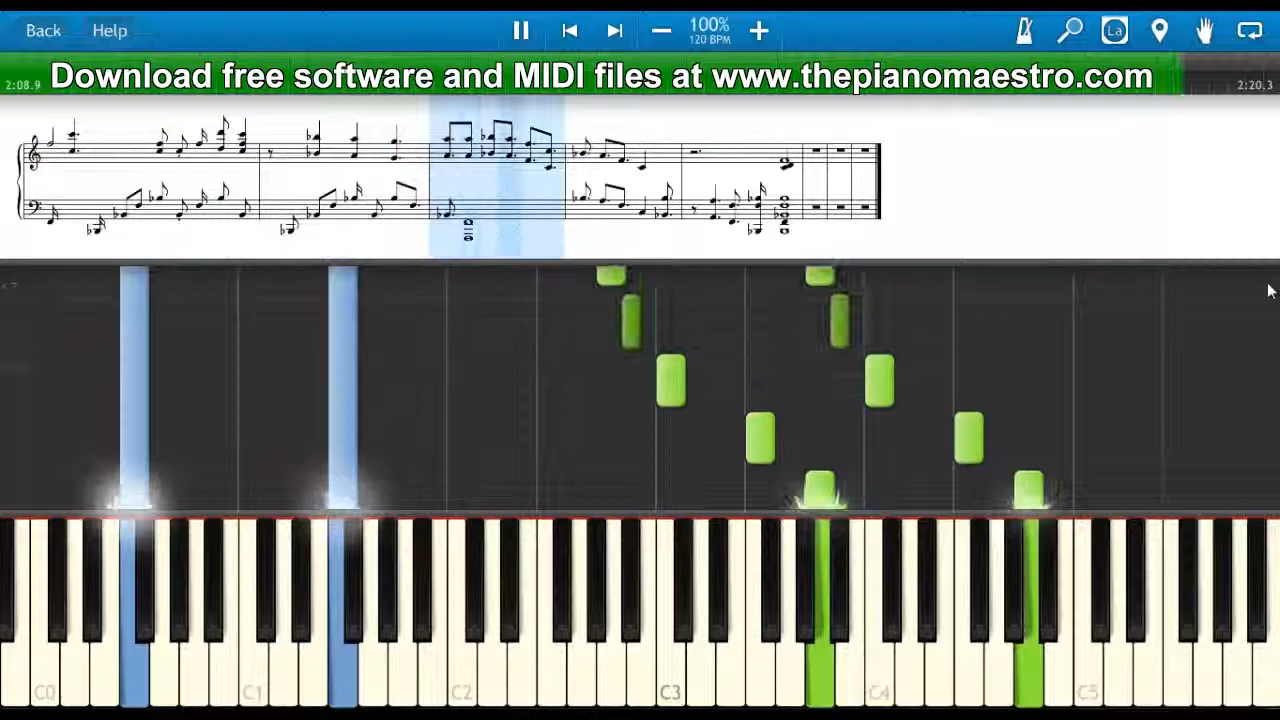 Back Help 100% La
120 BPM
Download free software and MIDI files at www.thepianomaestro.com
2:08.9 2:20.3
C0 C1 C2 C3 C4 C5